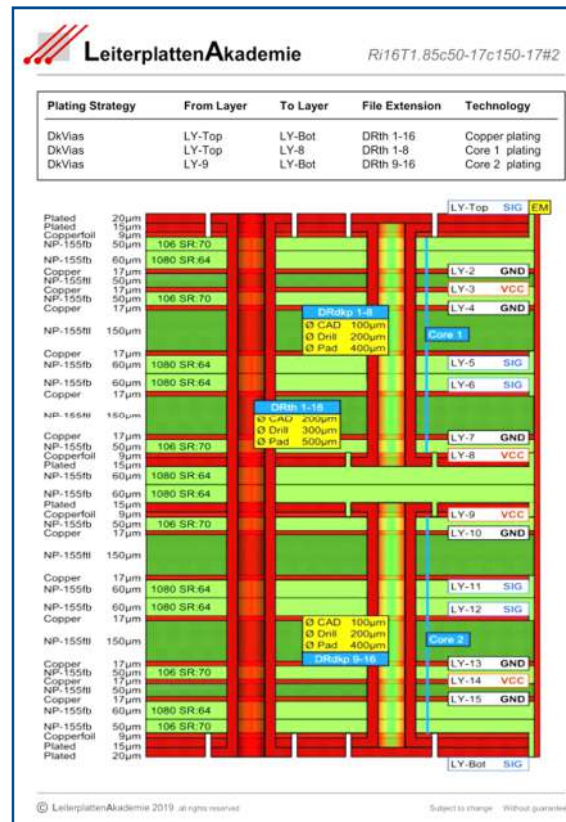 LeiterplattenAkademie
Ri16T1.85c50-17c150-17#2
Plating Strategy From Layer To Layer File Extension Technology
DkVias LY-Top LY-Bot DRth 1-16 Copper plating
DkVias LY-Top LY-8 DRth 1-8 Core 1 plating
DkVias LY-9 LY-Bot DRth 9-16 Core 2 plating
LY-Top SIG EM
Plated 20µm
Plated 15µm
Copperfoil 9µm
NP-155fb 50µm 106 SR:70
NP-155fb 60µm 1080 SR:64
Copper 17µm LY-2 GND
NP-155ftl 50µm
Copper 17µm LY-3 VCC
NP-155fb 50µm 106 SR:70
Copper 17µm LY-4 GND
DRdkp 1-8
Ø CAD 100µm
Ø Drill 200µm
Ø Pad 400µm
NP-155ftl 150µm Core 1
Copper 17µm LY-5 SIG
NP-155fb 60µm 1080 SR:64
NP-155fb 60µm 1080 SR:64
Copper 17µm LY-6 SIG
NP-155ftl 150µm
DRth 1-16
Ø CAD 200µm
Ø Drill 300µm
Ø Pad 500µm
Copper 17µm LY-7 GND
NP-155fb 50µm 106 SR:70
Copperfoil 9µm LY-8 VCC
Plated 15µm
NP-155fb 60µm 1080 SR:64
NP-155fb 60µm 1080 SR:64
Plated 15µm
Copperfoil 9µm LY-9 VCC
NP-155fb 50µm 106 SR:70
Copper 17µm LY-10 GND
NP-155ftl 150µm
Copper 17µm LY-11 SIG
NP-155fb 60µm 1080 SR:64
NP-155fb 60µm 1080 SR:64
Copper 17µm LY-12 SIG
Ø CAD 100µm
Ø Drill 200µm
Ø Pad 400µm
DRdkp 9-16
NP-155ftl 150µm Core 2
Copper 17µm LY-13 GND
NP-155fb 50µm 106 SR:70
Copper 17µm LY-14 VCC
NP-155ftl 50µm
Copper 17µm LY-15 GND
NP-155fb 60µm 1080 SR:64
NP-155fb 50µm 106 SR:70
Copperfoil 9µm
Plated 15µm
Plated 20µm
LY-Bot SIG
© LeiterplattenAkademie 2019 all rights reserved
Subject to change Without guarantee